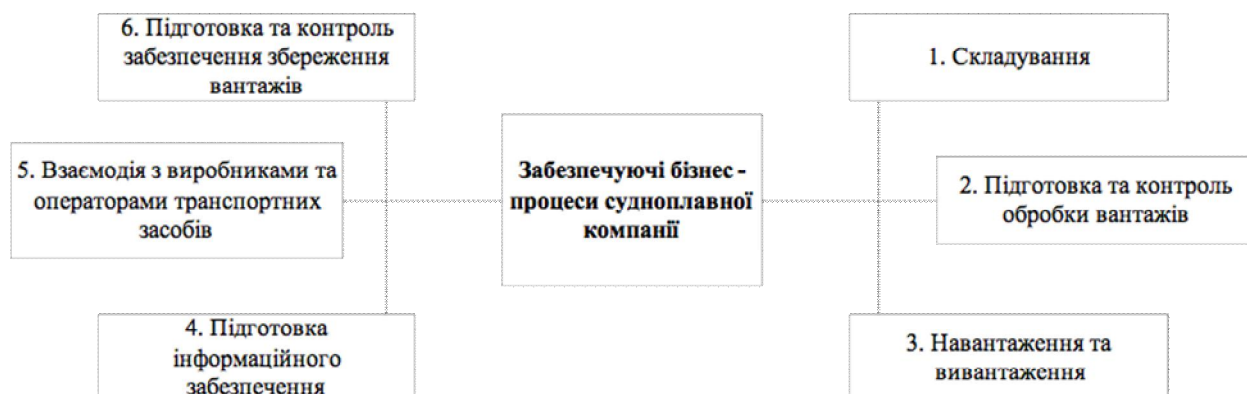 6. Підготовка та контроль
забезпечення збереження
вантажів
1. Складування
5. Взаємодія з виробниками та
операторами транспортних
засобів
Забезпечуючі бізнес -
процеси судноплавної
компанії
2. Підготовка та контроль
обробки вантажів
4. Підготовка
інформаційного
забезпечення
3. Навантаження та
вивантаження